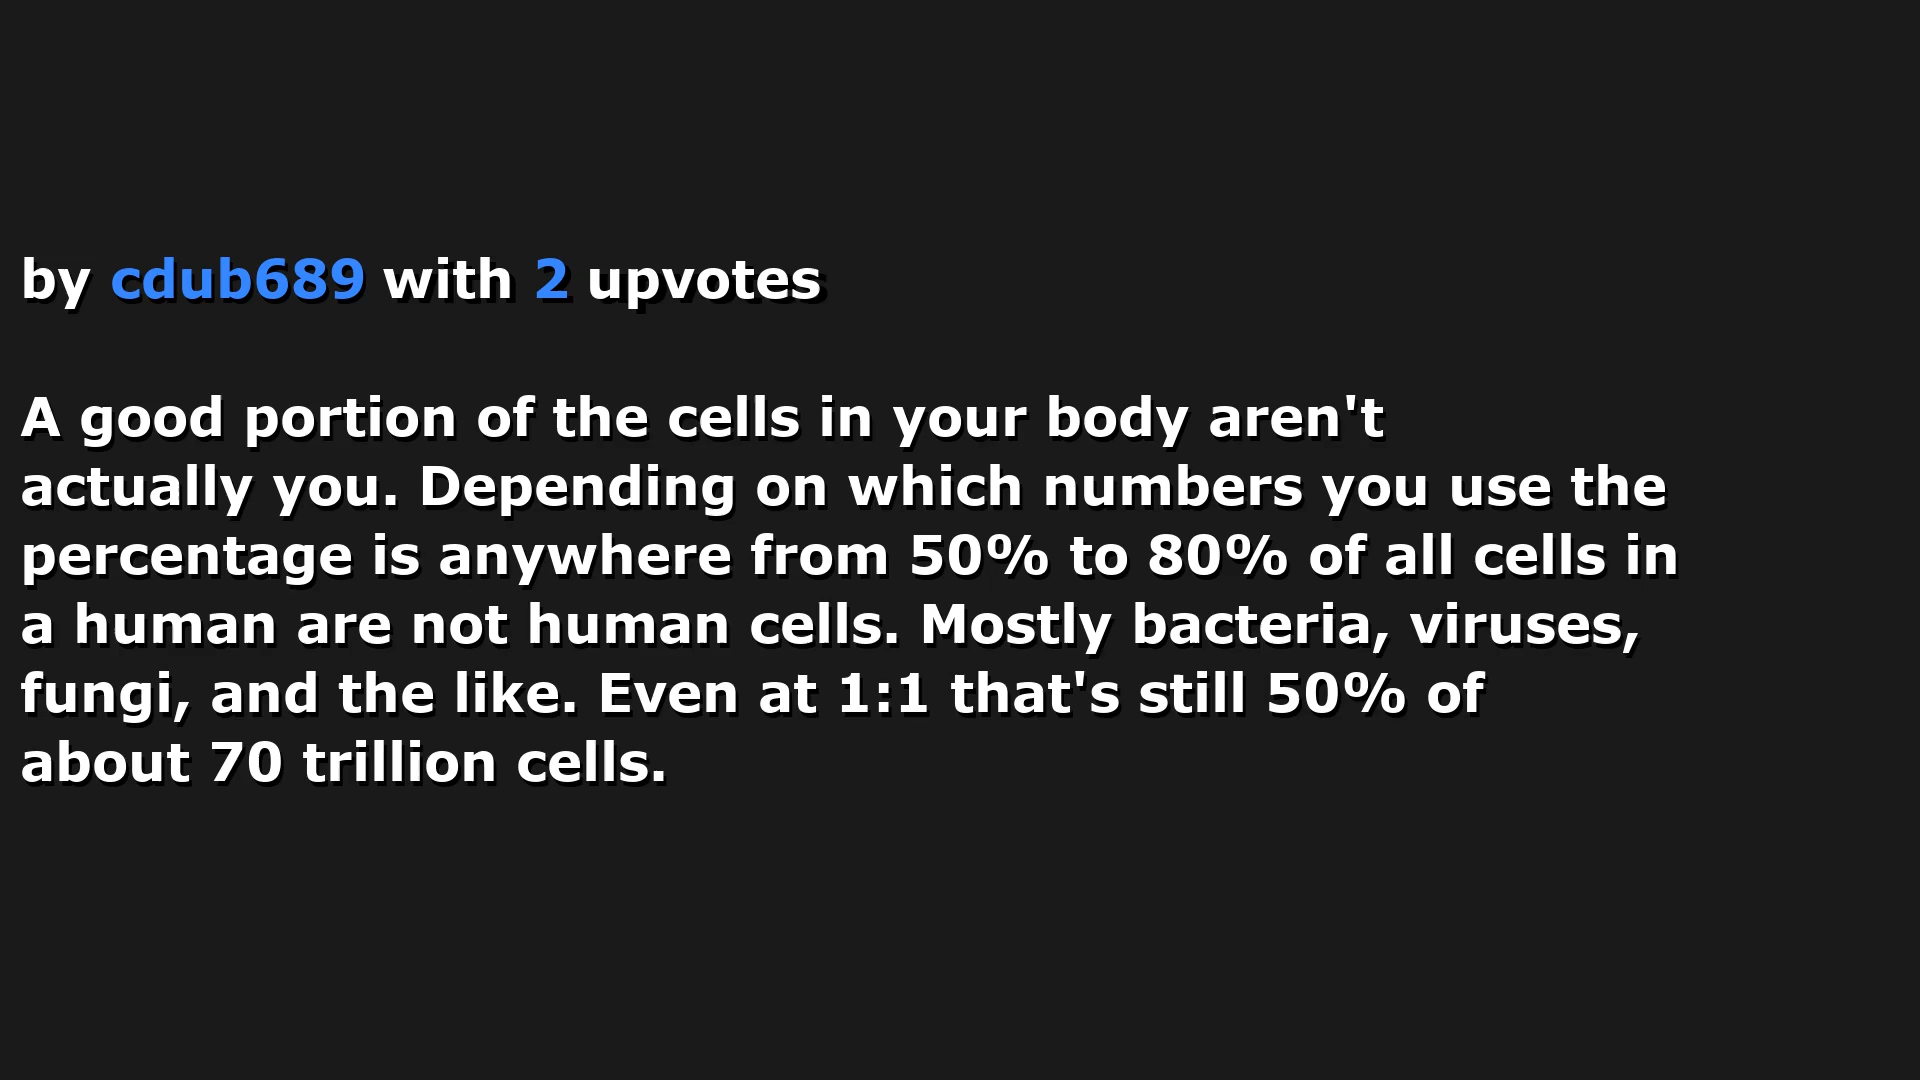 by cdub689 with 2 upvotes
A good portion of the cells in your body aren't
actually you. Depending on which numbers you use the
percentage is anywhere from 50% to 80% of all cells in
a human are not human cells. Mostly bacteria, viruses,
fungi, and the like. Even at 1:1 that's still 50% of
about 70 trillion cells.